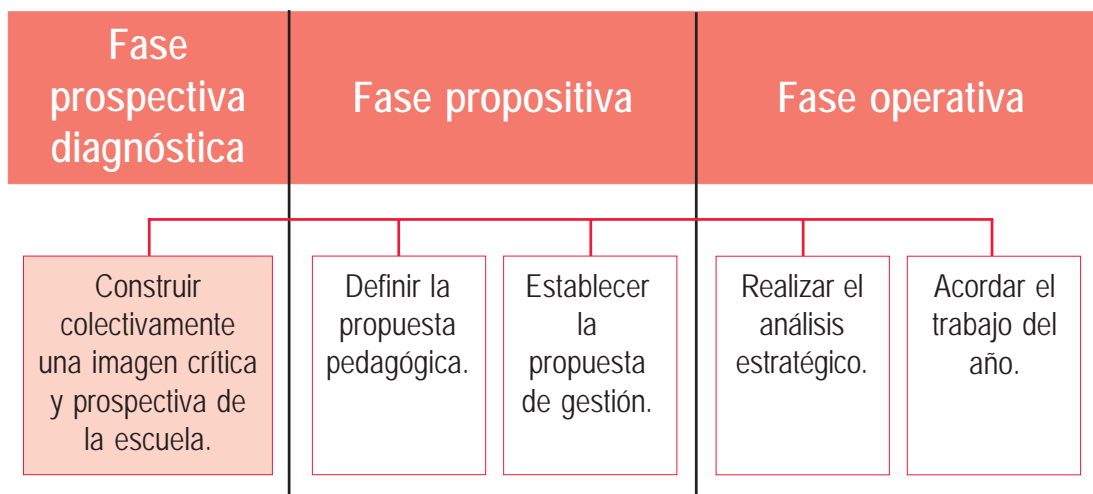 Fase
prospectiva
diagnóstica
Fase propositiva
Fase operativa
Construir
colectivamente
una imagen crítica
y prospectiva de
la escuela.
Definir la
propuesta
pedagógica.
Establecer
la
propuesta
de gestión.
Realizar el
análisis
estratégico.
Acordar el
trabajo del
año.